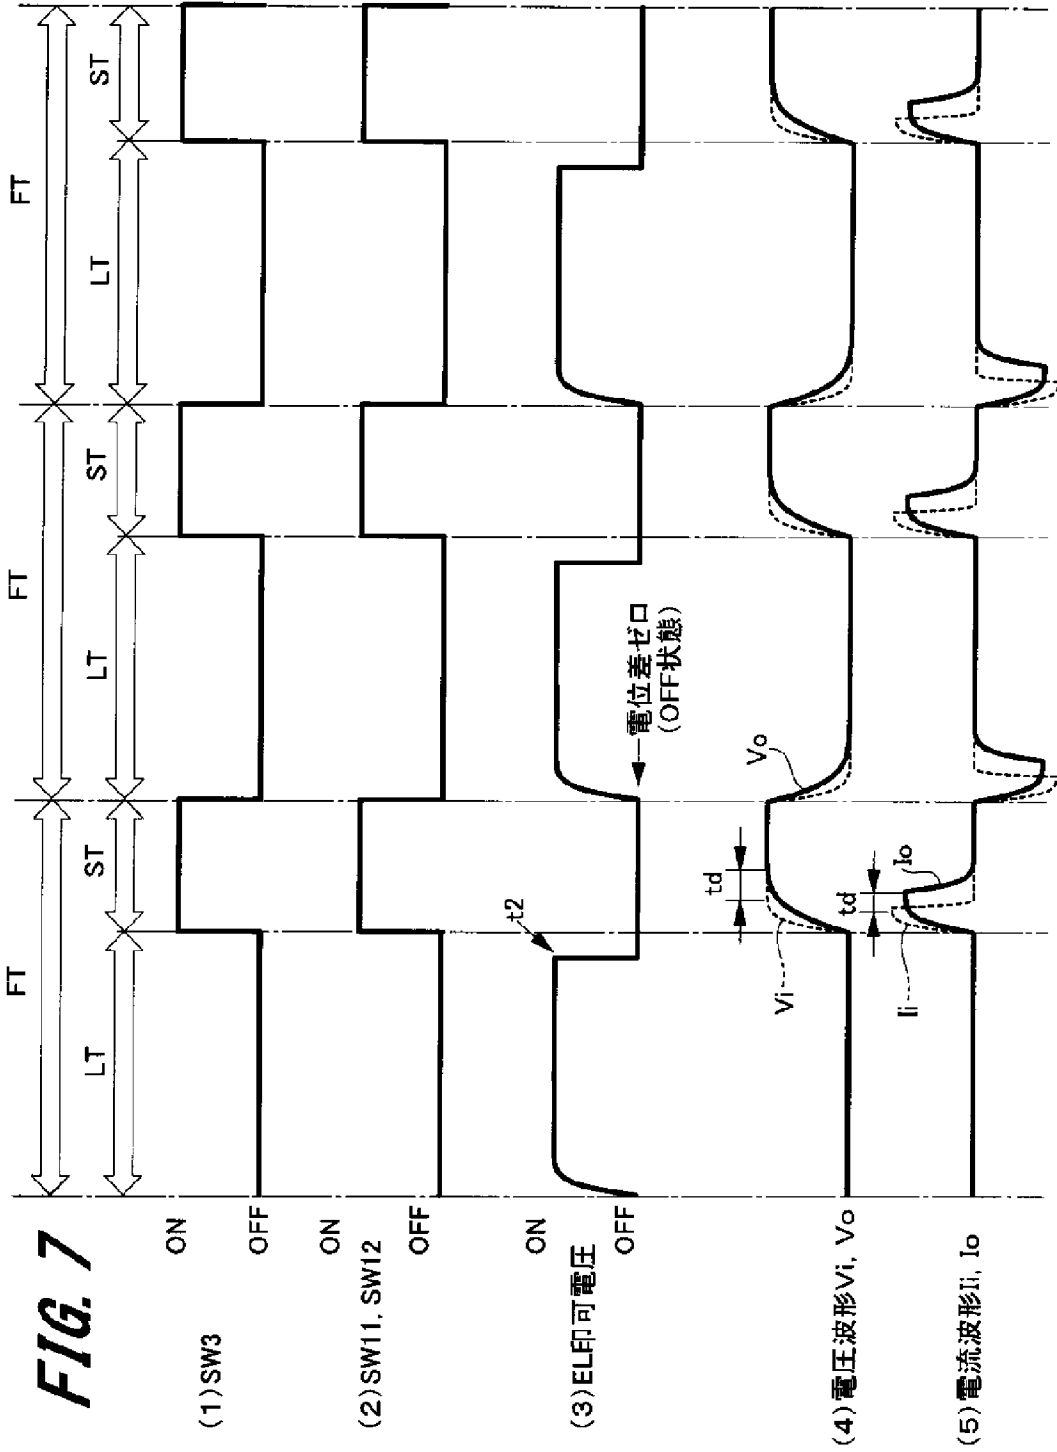 FIG. 7
FT
FT
FT
LT
ST
LT
ST
LT
ST
(1)SW3
ON
OFF
(2)SW11, SW12
ON
OFF
(3)EL印可電圧
ON
OFF
t2
電位差ゼロ
(OFF状態)
(4)電圧波形Vi, Vo
Vi
td
Vo
(5)電流波形Ii, Io
Ii
td
Io